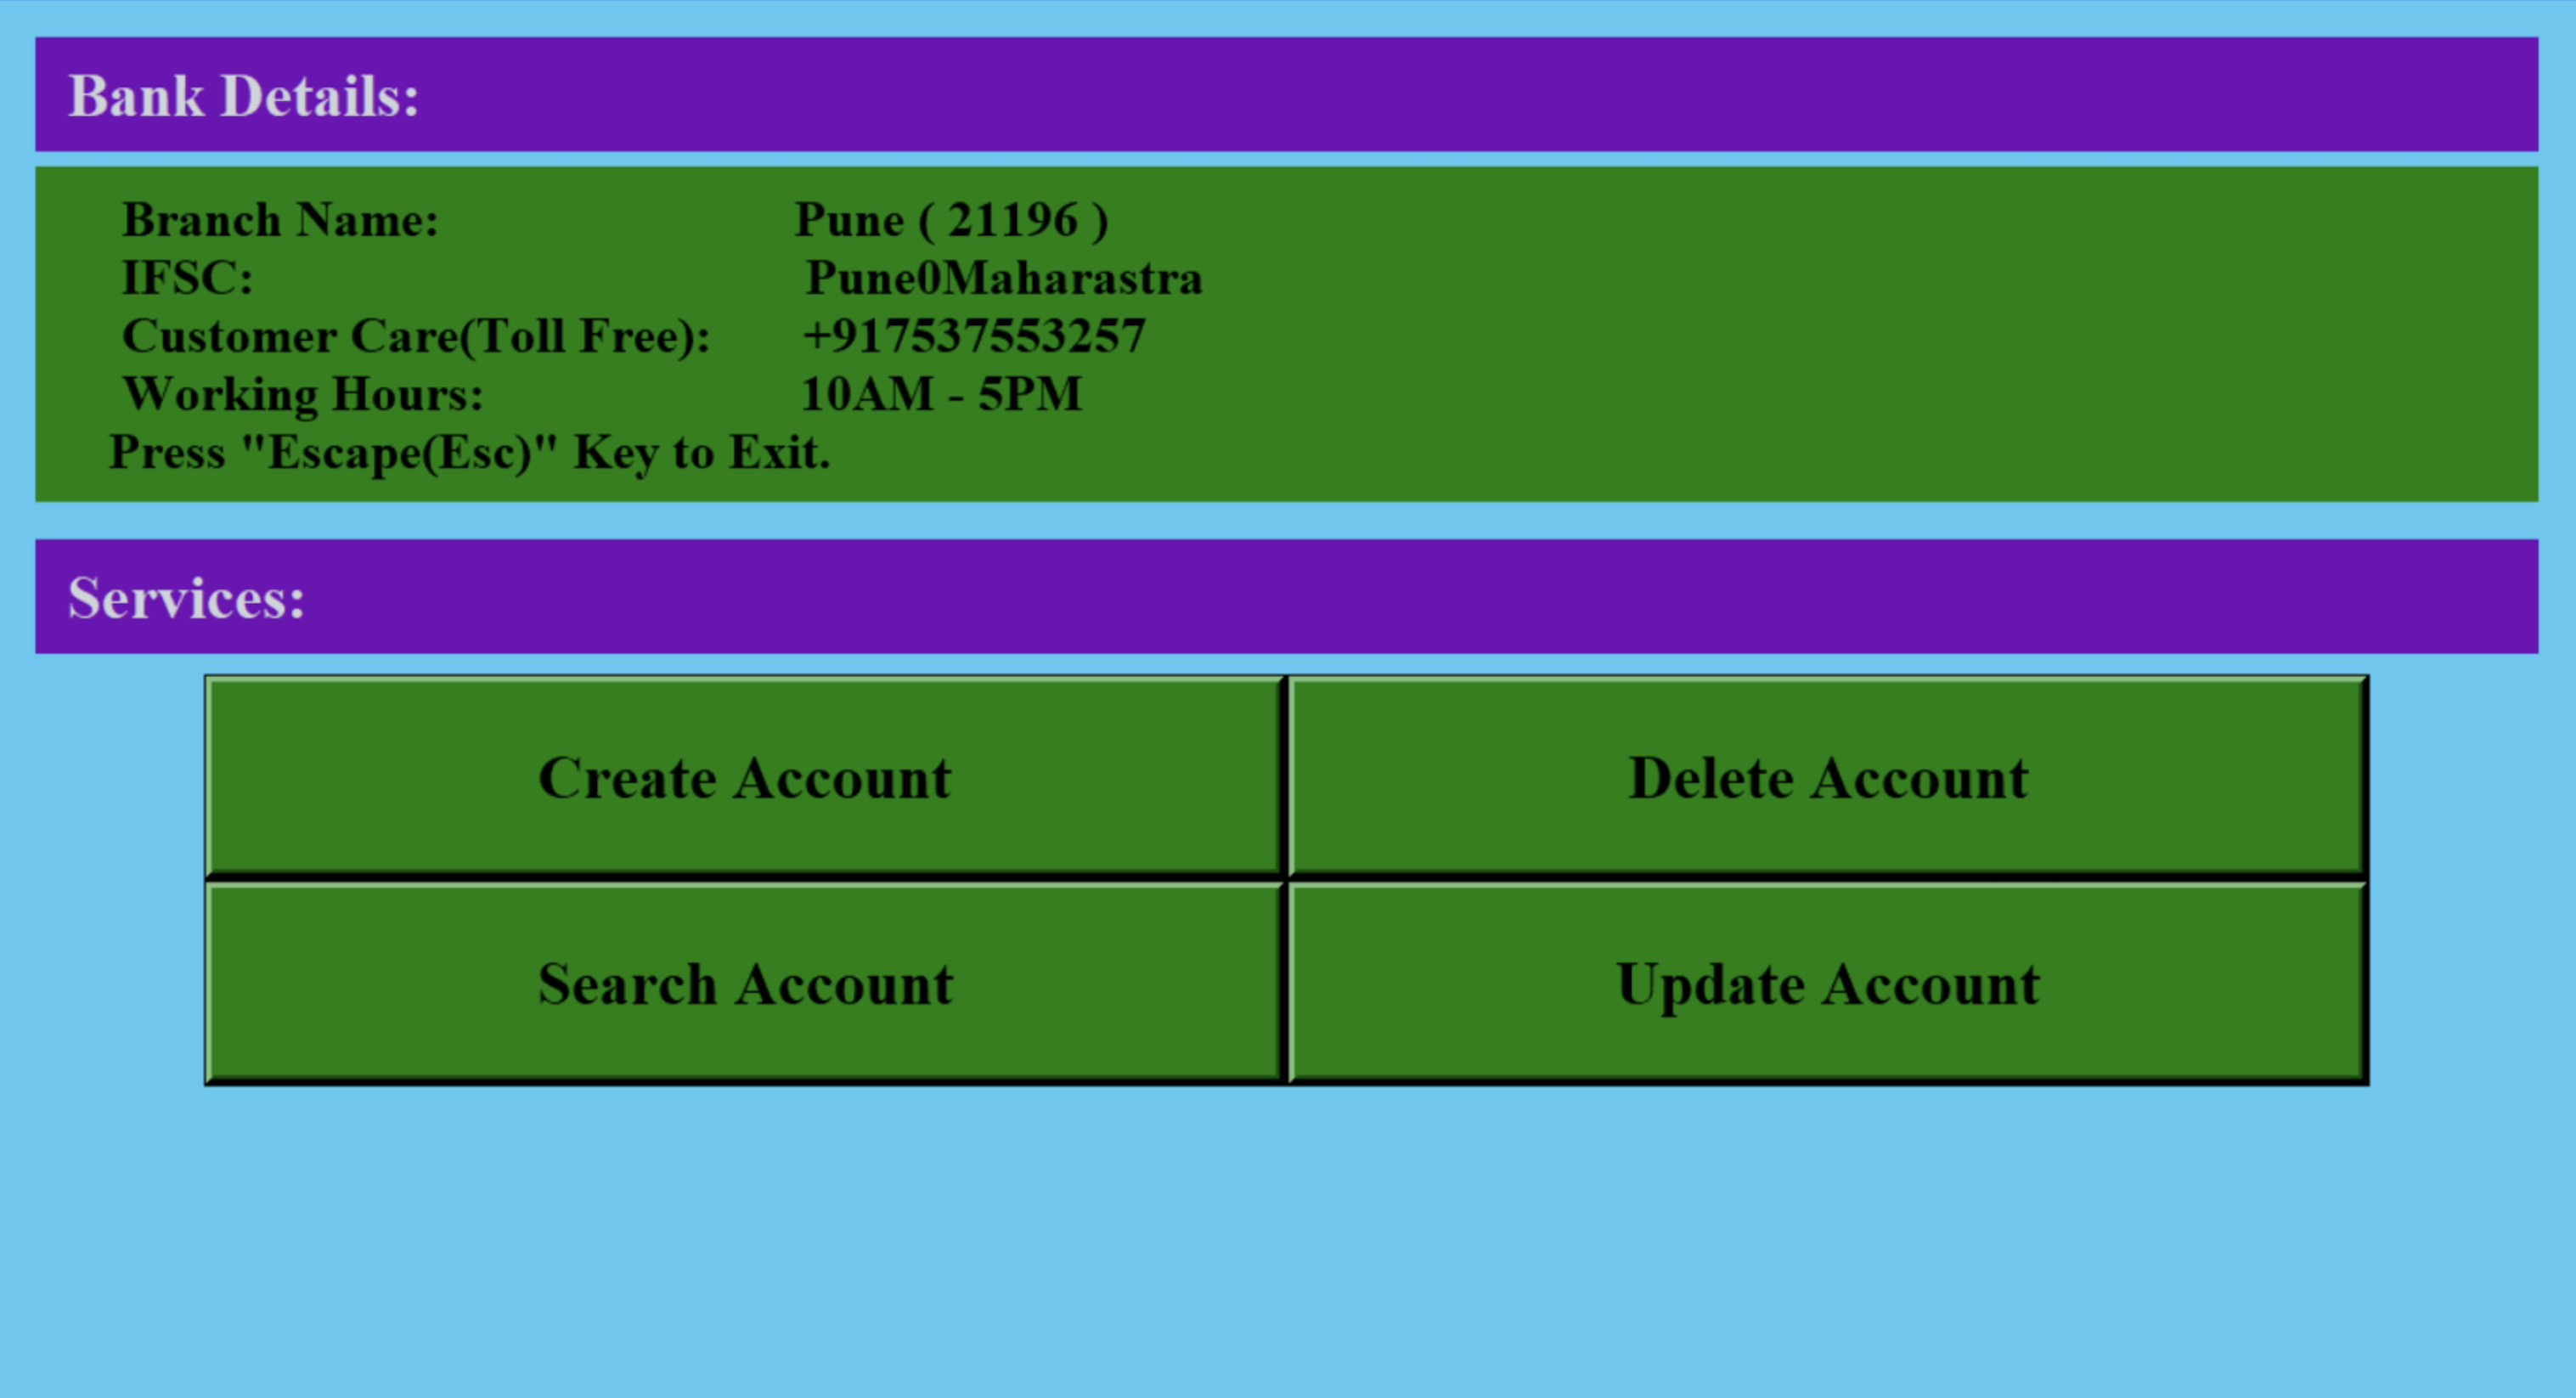 Bank Details:
Branch Name: Pune ( 21196 )
IFSC: Pune0Maharastra
Customer Care(Toll Free): +917537553257
Working Hours: 10AM - 5PM
Press "Escape(Esc)" Key to Exit.
Services:
Create Account Delete Account
Search Account Update Account